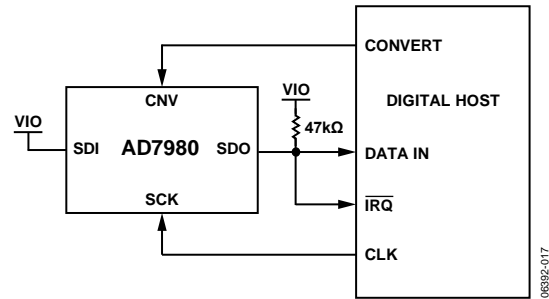 CONVERT
VIO
CNV
VIO
DIGITAL HOST
47kΩ
SDI
AD7980
SDO
DATA IN
SCK
IRQ
CLK
06392-017